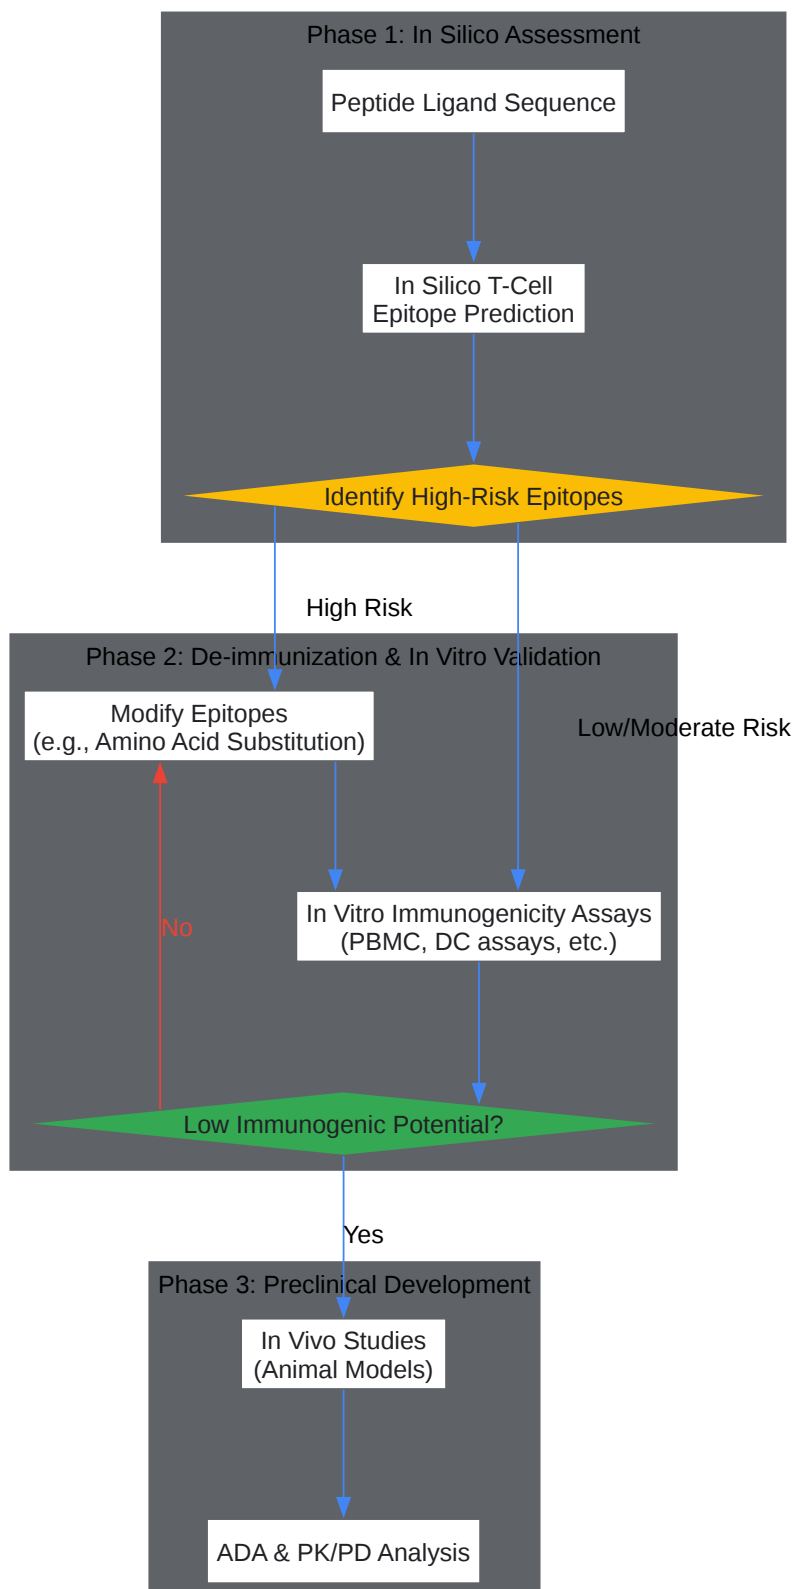 Phase 1: In Silico Assessment
Peptide Ligand Sequence
In Silico T-Cell
Epitope Prediction
Identify High-Risk Epitopes
High Risk
Phase 2: De-immunization & In Vitro Validation
Modify Epitopes
(e.g., Amino Acid Substitution)
Low/Moderate Risk
In Vitro Immunogenicity Assays
(PBMC, DC assays, etc.)
No
Low Immunogenic Potential?
Yes
Phase 3: Preclinical Development
In Vivo Studies
(Animal Models)
ADA & PK/PD Analysis